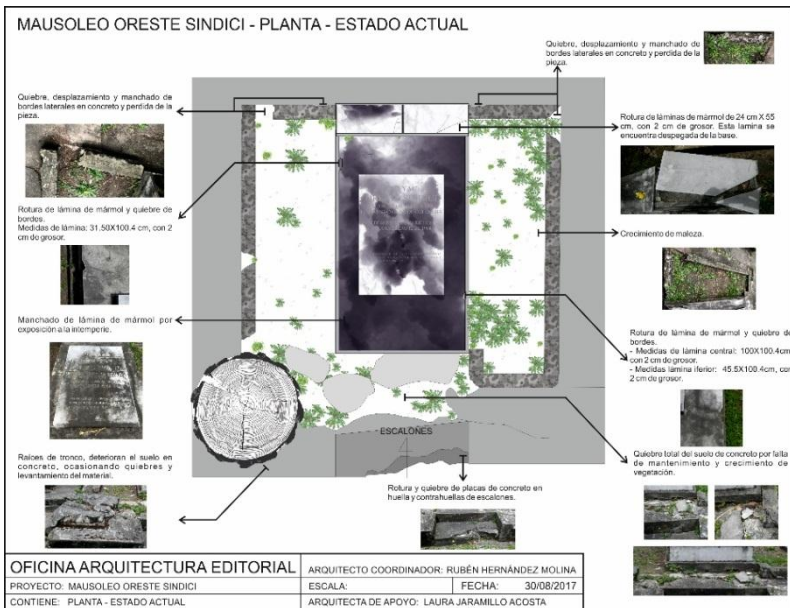 MAUSOLEO ORESTE SINDICI - PLANTA - ESTADO ACTUAL
Quiebre, desplazamiento y manchado de
bordes laterales en concreto y perdida de la
pieza.
Quiebre, desplazamiento y manchado de
bordes laterales en concreto y perdida de la
pieza.
Rotura de láminas de mármol de 24 cm X 55
cm, con 2 cm de grosor. Esta lamina se
encuentra despegada de la base.
Rotura de lámina de mármol y quiebre de
bordes.
Medidas de lámina: 31.50X100.4 cm, con 2
cm de grosor.
Crecimiento de maleza.
Manchado de lámina de mármol por
exposición a la intemperie.
Rotura de lámina de mármol y quiebre de
bordes.
- Medidas de lámina central: 100X100.4cm,
con 2 cm de grosor.
- Medidas lámina iferior: 45.5X100.4cm, con
2 cm de grosor.
ESCALONES
Raíces de tronco, deterioran el suelo en
concreto, ocasionando quiebres y
levantamiento del material.
Quiebre total del suelo de concreto por falta
de mantenimiento y crecimiento de
vegetación.
Rotura y quiebre de placas de concreto en
huella y contrahuellas de escalones.
OFICINA ARQUITECTURA EDITORIAL
ARQUITECTO COORDINADOR: RUBÉN HERNÁNDEZ MOLINA
PROYECTO: MAUSOLEO ORESTE SINDICI
ESCALA: FECHA: 30/08/2017
CONTIENE: PLANTA - ESTADO ACTUAL
ARQUITECTA DE APOYO: LAURA JARAMILLO ACOSTA